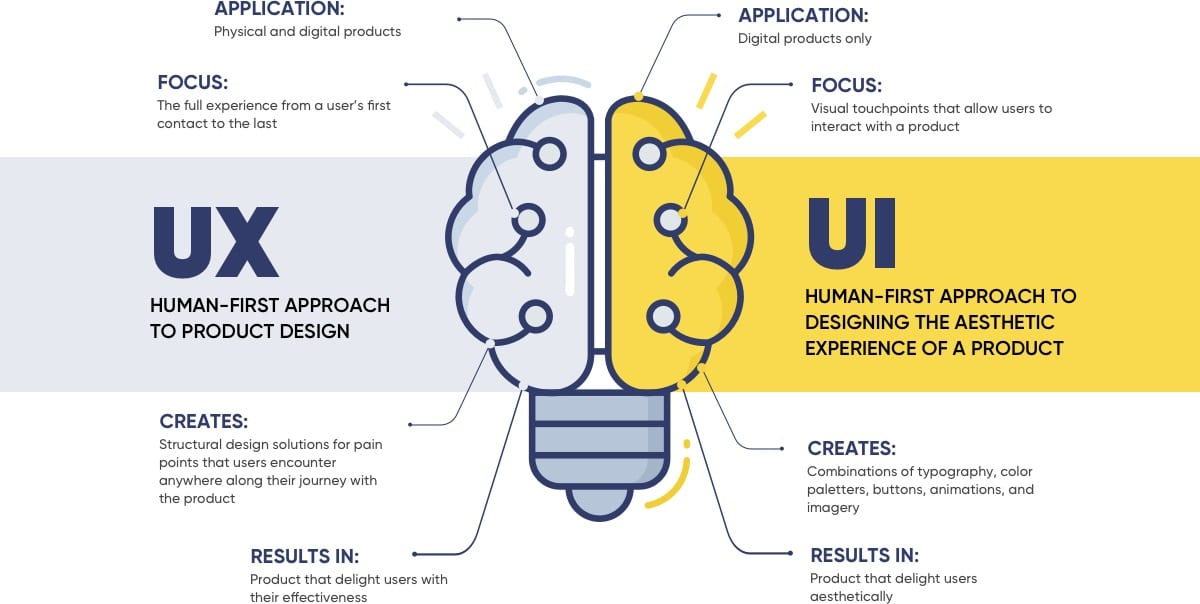 APPLICATION:
Physical and digital products
FOCUS:
The full experience from a user's first
contact to the last
UX
HUMAN-FIRST APPROACH
TO PRODUCT DESIGN
CREATES:
Structural design solutions for pain
points that users encounter
anywhere along their journey with
the product
RESULTS IN:
Product that delight users with
their effectiveness
APPLICATION:
Digital products only
FOCUS:
Visual touchpoints that allow users to
interact with a product
UI
HUMAN-FIRST APPROACH TO
DESIGNING THE AESTHETIC
EXPERIENCE OF A PRODUCT
CREATES:
Combinations of typography, color
paletters, buttons, animations, and
imagery
RESULTS IN:
Product that delight users
aesthetically